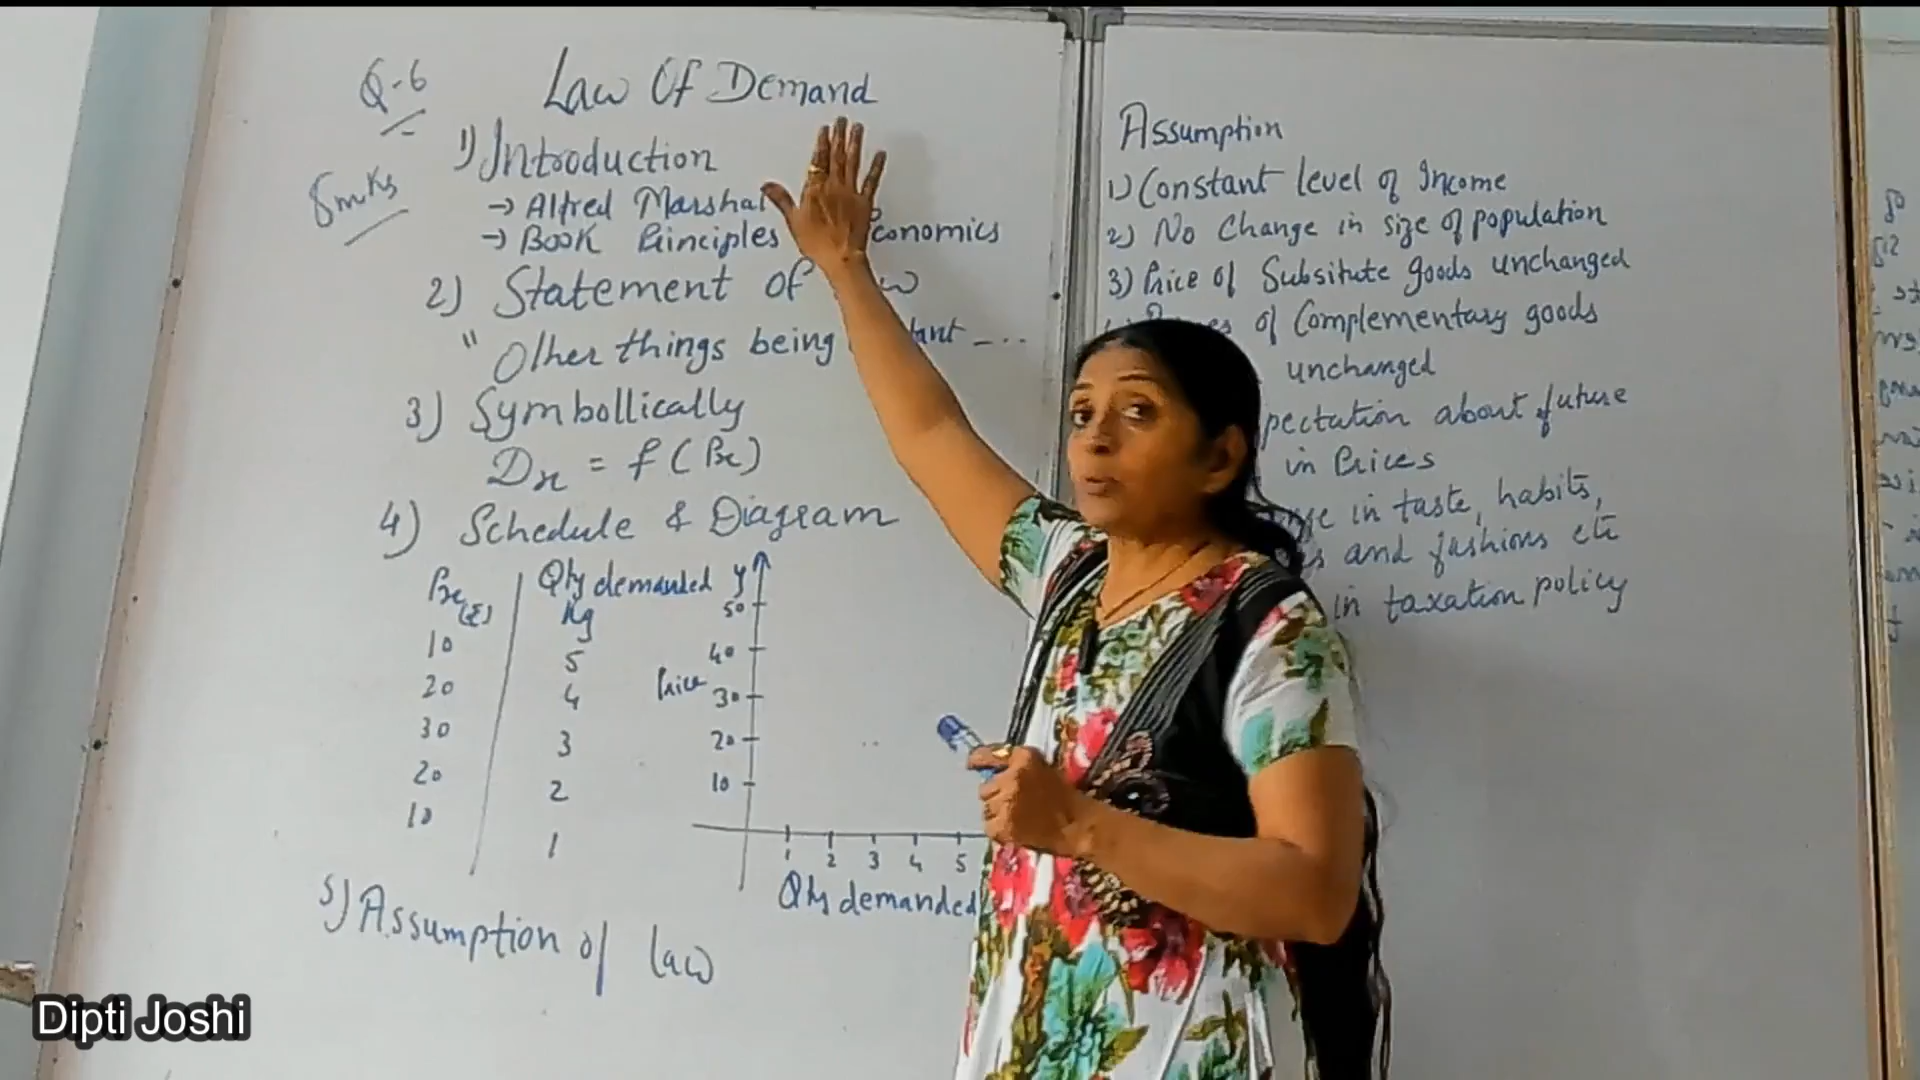 Q-6 Law Of Demand
8mks
1) Introduction
→ Alfred Marshal
→ Book Principles conomics
2) Statement of w
" Other things being tant ----
3) Symbollically
Dx = f (Px)
4) Schedule & Diagram
Px (₹) Qty demanded Kg
10 5
20 4
30 3
20 2
10 1
y
50
40
Price 30
20
10
1 2 3 4 5
Qty demanded
5) Assumption of law
Assumption
1) Constant level of Income
2) No Change in size of population
3) Price of Subsitute goods unchanged
of Complementary goods
unchanged
pectation about future
in Prices
in taste, habits,
and fashions etc
in taxation policy
Dipti Joshi